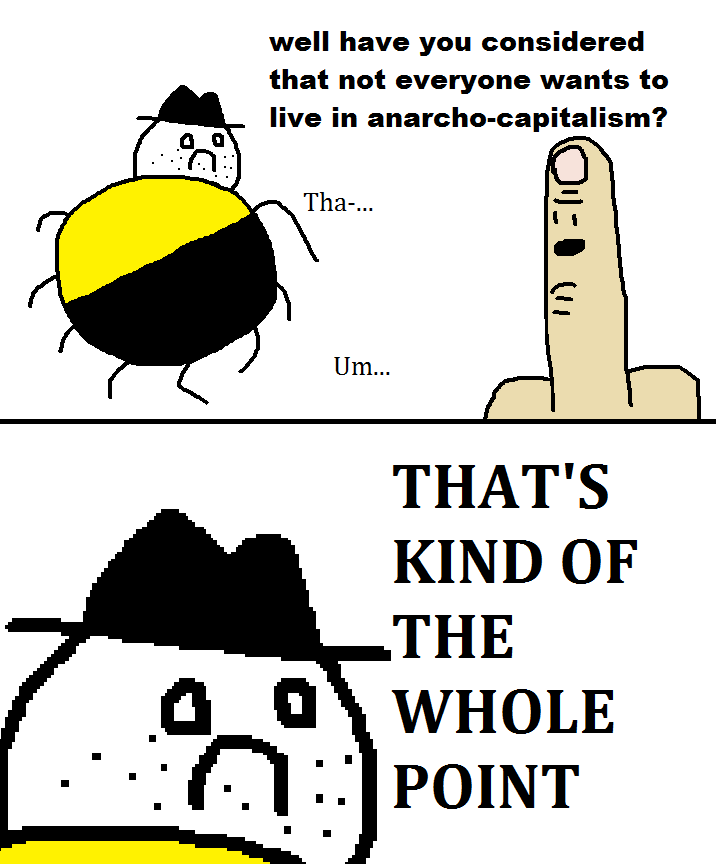 well have you considered
that not everyone wants to
live in anarcho-capitalism?
Tha-...
Um...
THAT'S
KIND OF
THE
WHOLE
POINT